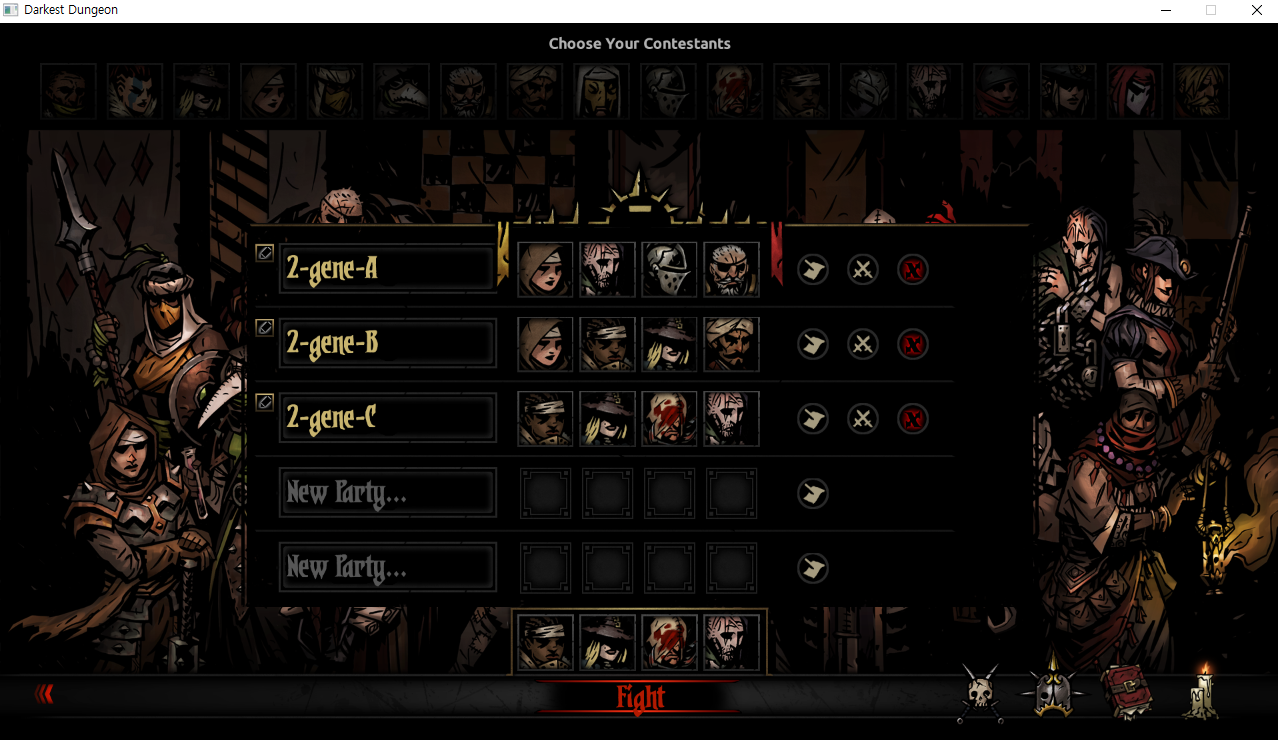 Darkest Dungeon
Choose Your Contestants
2-gene-A
2-gene-B
2-gene-C
New Party...
New Party...
Fight